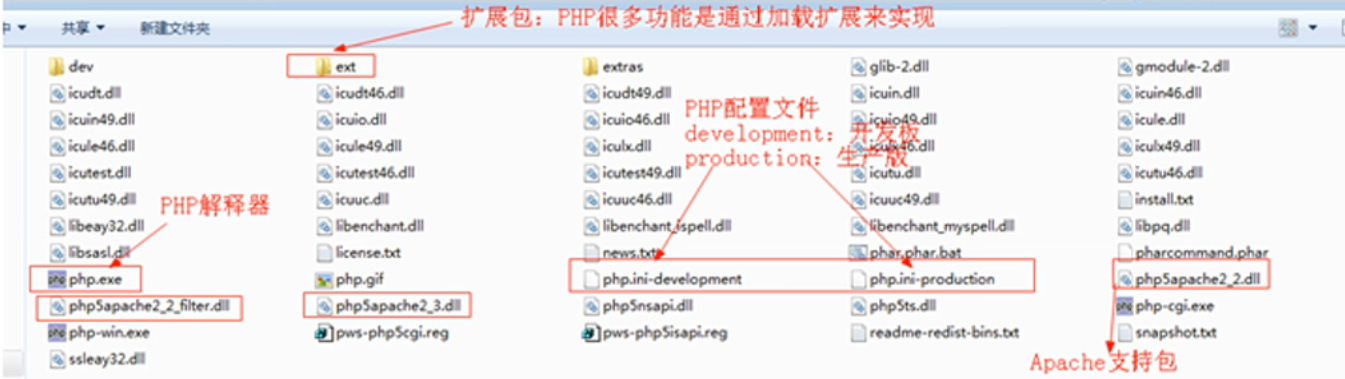 扩展包：PHP很多功能是通过加载扩展来实现
共享 新建文件夹
dev ext extras glib-2.dll gmodule-2.dll
icudt.dll icudt46.dll icudt49.dll icuin.dll icuin46.dll
icuin49.dll icuio.dll icuio46.dll icuio49.dll icule.dll
PHP配置文件
development：开发板
production：生产版
icule46.dll icule49.dll iculx.dll iculx46.dll iculx49.dll
icutest.dll icutest46.dll icutest49.dll icutu.dll icutu46.dll
icutu49.dll icuuc.dll icuuc46.dll icuuc49.dll install.txt
PHP解释器
libeay32.dll libenchant.dll libenchant_ispell.dll libenchant_myspell.dll libpq.dll
libsasl.dll license.txt news.txt phar.phar.bat pharcommand.phar
php.exe php.gif php.ini-development php.ini-production php5apache2_2.dll
php5apache2_2_filter.dll php5apache2_3.dll php5nsapi.dll php5ts.dll php-cgi.exe
php-win.exe pws-php5cgi.reg pws-php5isapi.reg readme-redist-bins.txt snapshot.txt
ssleay32.dll
Apache支持包